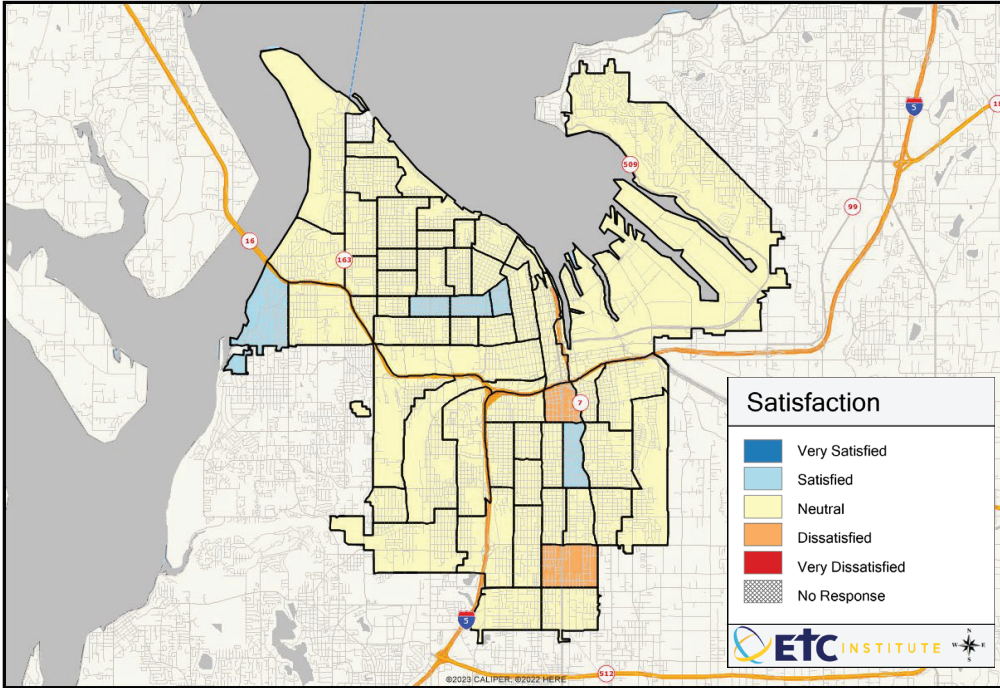 5
18
509
99
16
163
7
Satisfaction
Very Satisfied
Satisfied
Neutral
Dissatisfied
Very Dissatisfied
No Response
5
ETC INSTITUTE
N
W E
S
512
©2023 CALIPER; ©2022 HERE